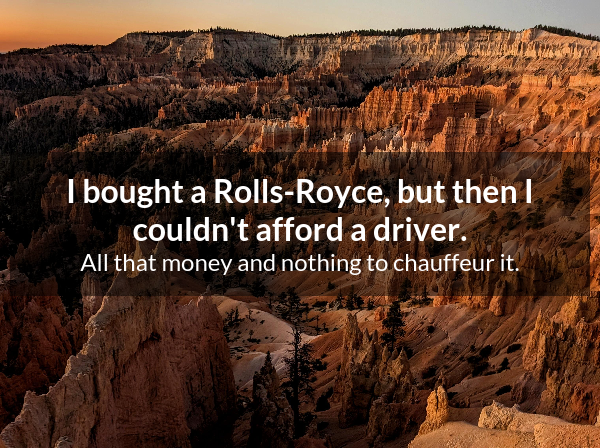 I bought a Rolls-Royce, but then I
couldn't afford a driver.
All that money and nothing to chauffeur it.